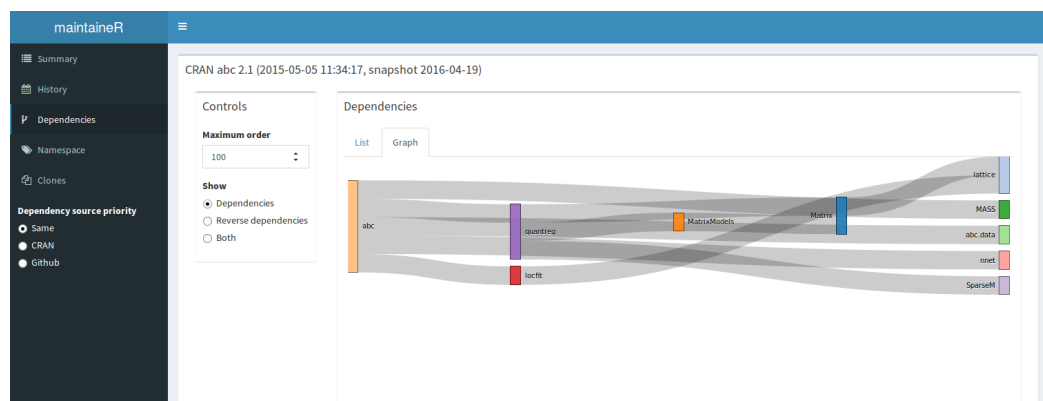 maintaineR
Summary
History
Dependencies
Namespace
Clones
Dependency source priority
Same
CRAN
Github
CRAN abc 2.1 (2015-05-05 11:34:17, snapshot 2016-04-19)
Controls
Maximum order
100
Show
Dependencies
Reverse dependencies
Both
Dependencies
List Graph
abc
quantreg
locfit
MatrixModels
Matrix
lattice
MASS
abc.data
nnet
SparseM